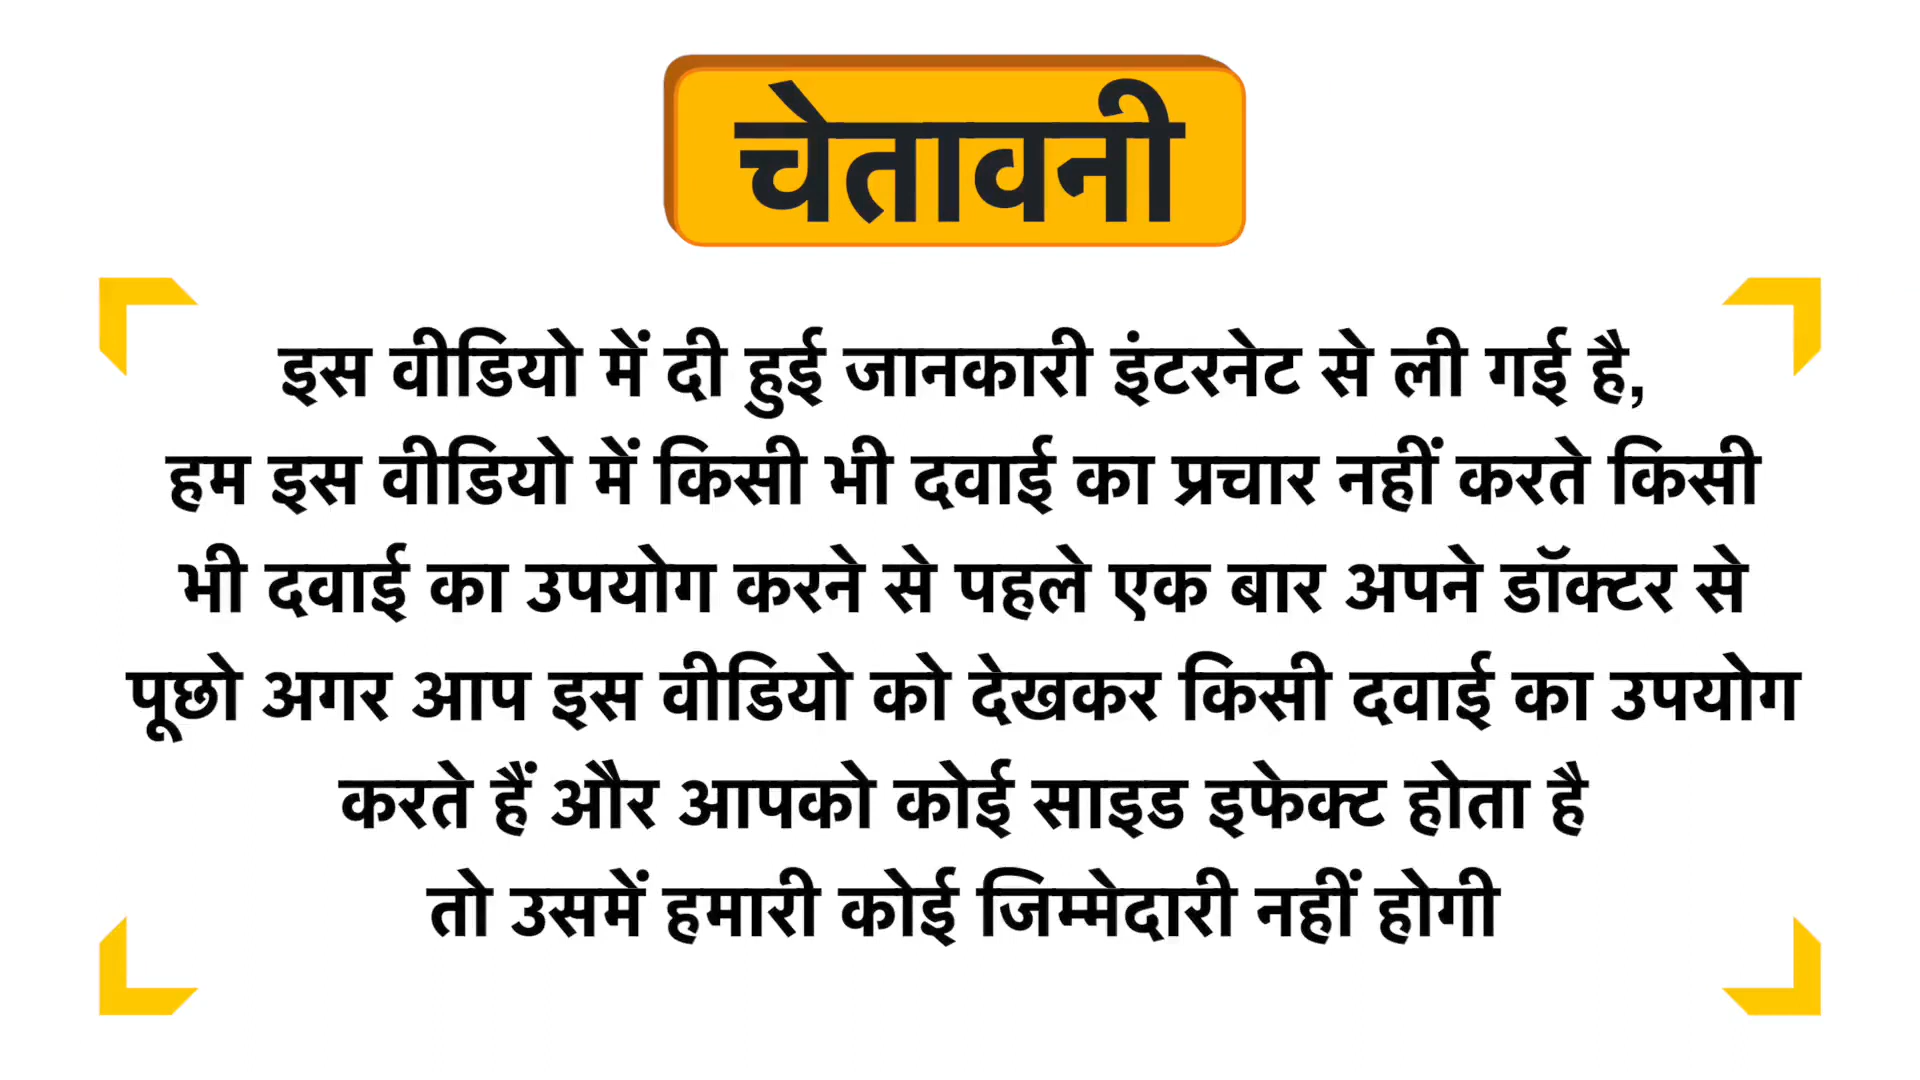 चेतावनी
इस वीडियो में दी हुई जानकारी इंटरनेट से ली गई है,
हम इस वीडियो में किसी भी दवाई का प्रचार नहीं करते किसी
भी दवाई का उपयोग करने से पहले एक बार अपने डॉक्टर से
पूछो अगर आप इस वीडियो को देखकर किसी दवाई का उपयोग
करते हैं और आपको कोई साइड इफेक्ट होता है
तो उसमें हमारी कोई जिम्मेदारी नहीं होगी